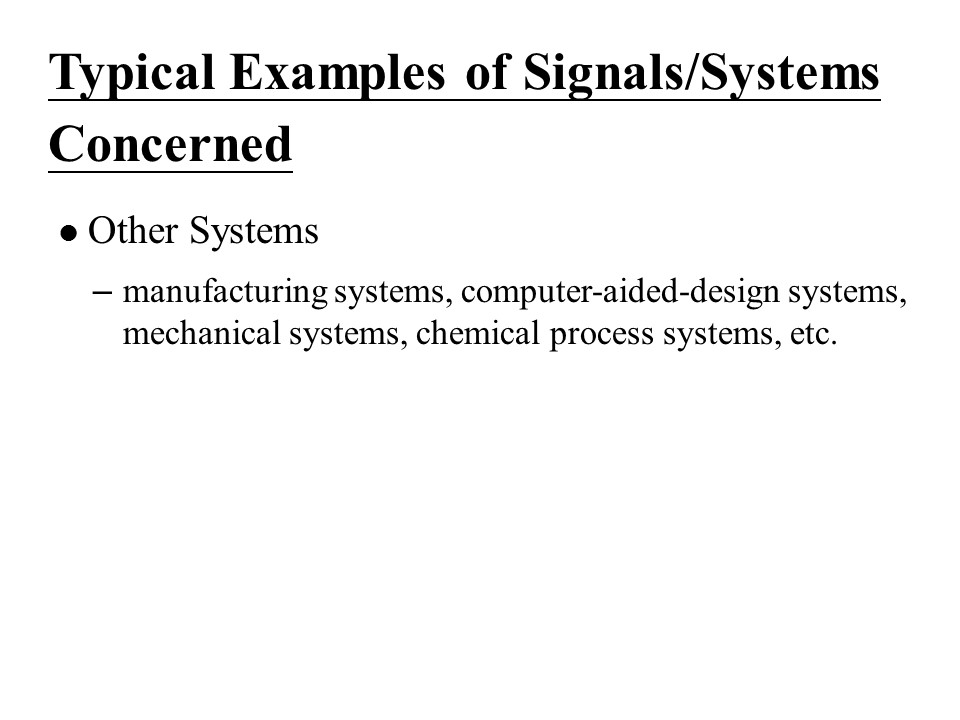 Typical Examples of Signals/Systems
Concerned
● Other Systems
– manufacturing systems, computer-aided-design systems,
mechanical systems, chemical process systems, etc.